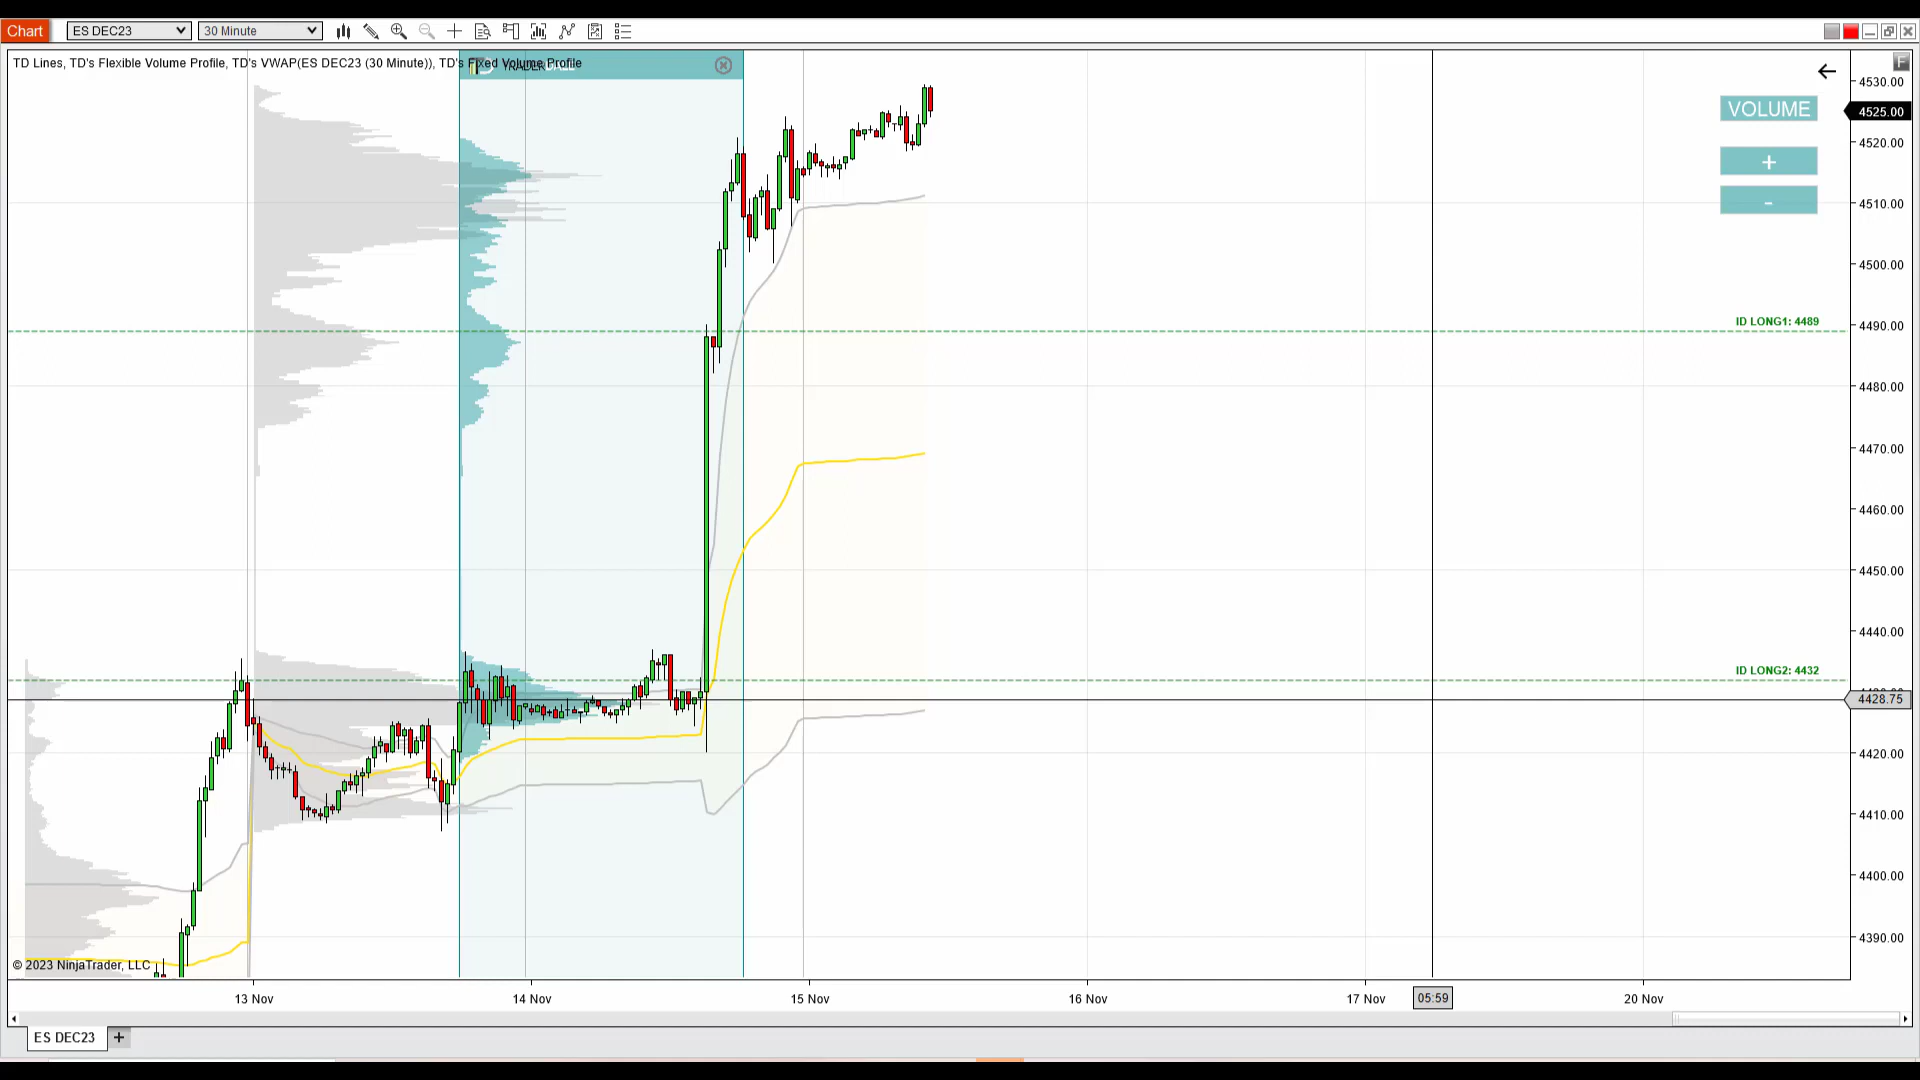 Chart ES DEC23 30 Minute
TD Lines, TD's Flexible Volume Profile, TD's VWAP(ES DEC23 (30 Minute)), TD's Fixed Volume Profile
F
4530.00
VOLUME
4525.00
4520.00
+
-
4510.00
4500.00
ID LONG1: 4489
4490.00
4480.00
4470.00
4460.00
4450.00
4440.00
ID LONG2: 4432
4428.75
4420.00
4410.00
4400.00
4390.00
© 2023 NinjaTrader, LLC
13 Nov 14 Nov 15 Nov 16 Nov 17 Nov 05:59 20 Nov
ES DEC23 +